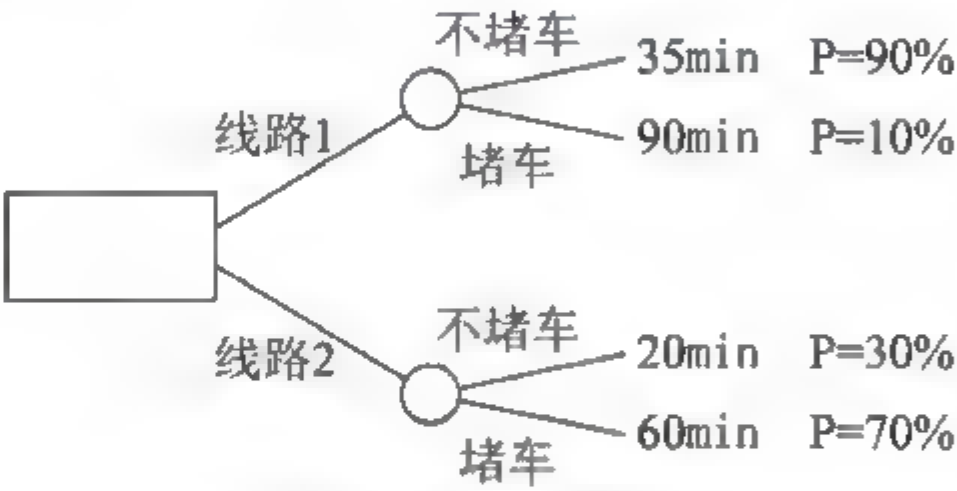 不堵车
35min P=90%
线路1
90min P=10%
堵车
不堵车
线路2
20min P=30%
60min P=70%
堵车